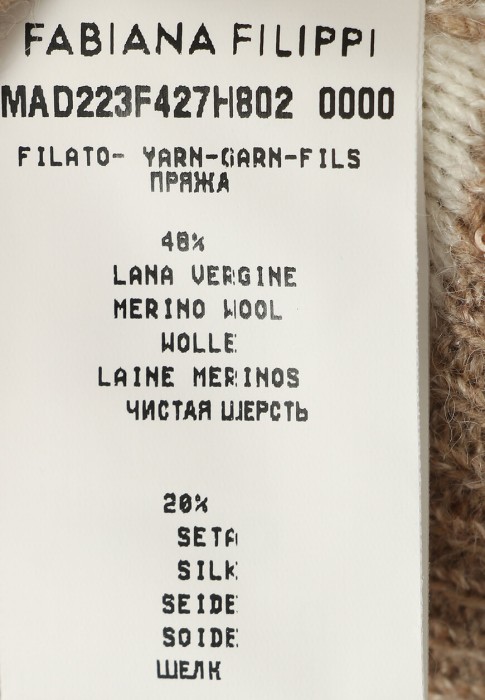 FABIANA FILIPPI
MAD223F427H802 0000
FILATO- YARN-GARN-FILS
ПРЯЖА
48%
LANA VERGINE
MERINO WOOL
WOLLE
LAINE MERINOS
ЧИСТАЯ ШЕРСТЬ
20%
SETA
SILK
SEIDE
SOIDE
ШЕЛК